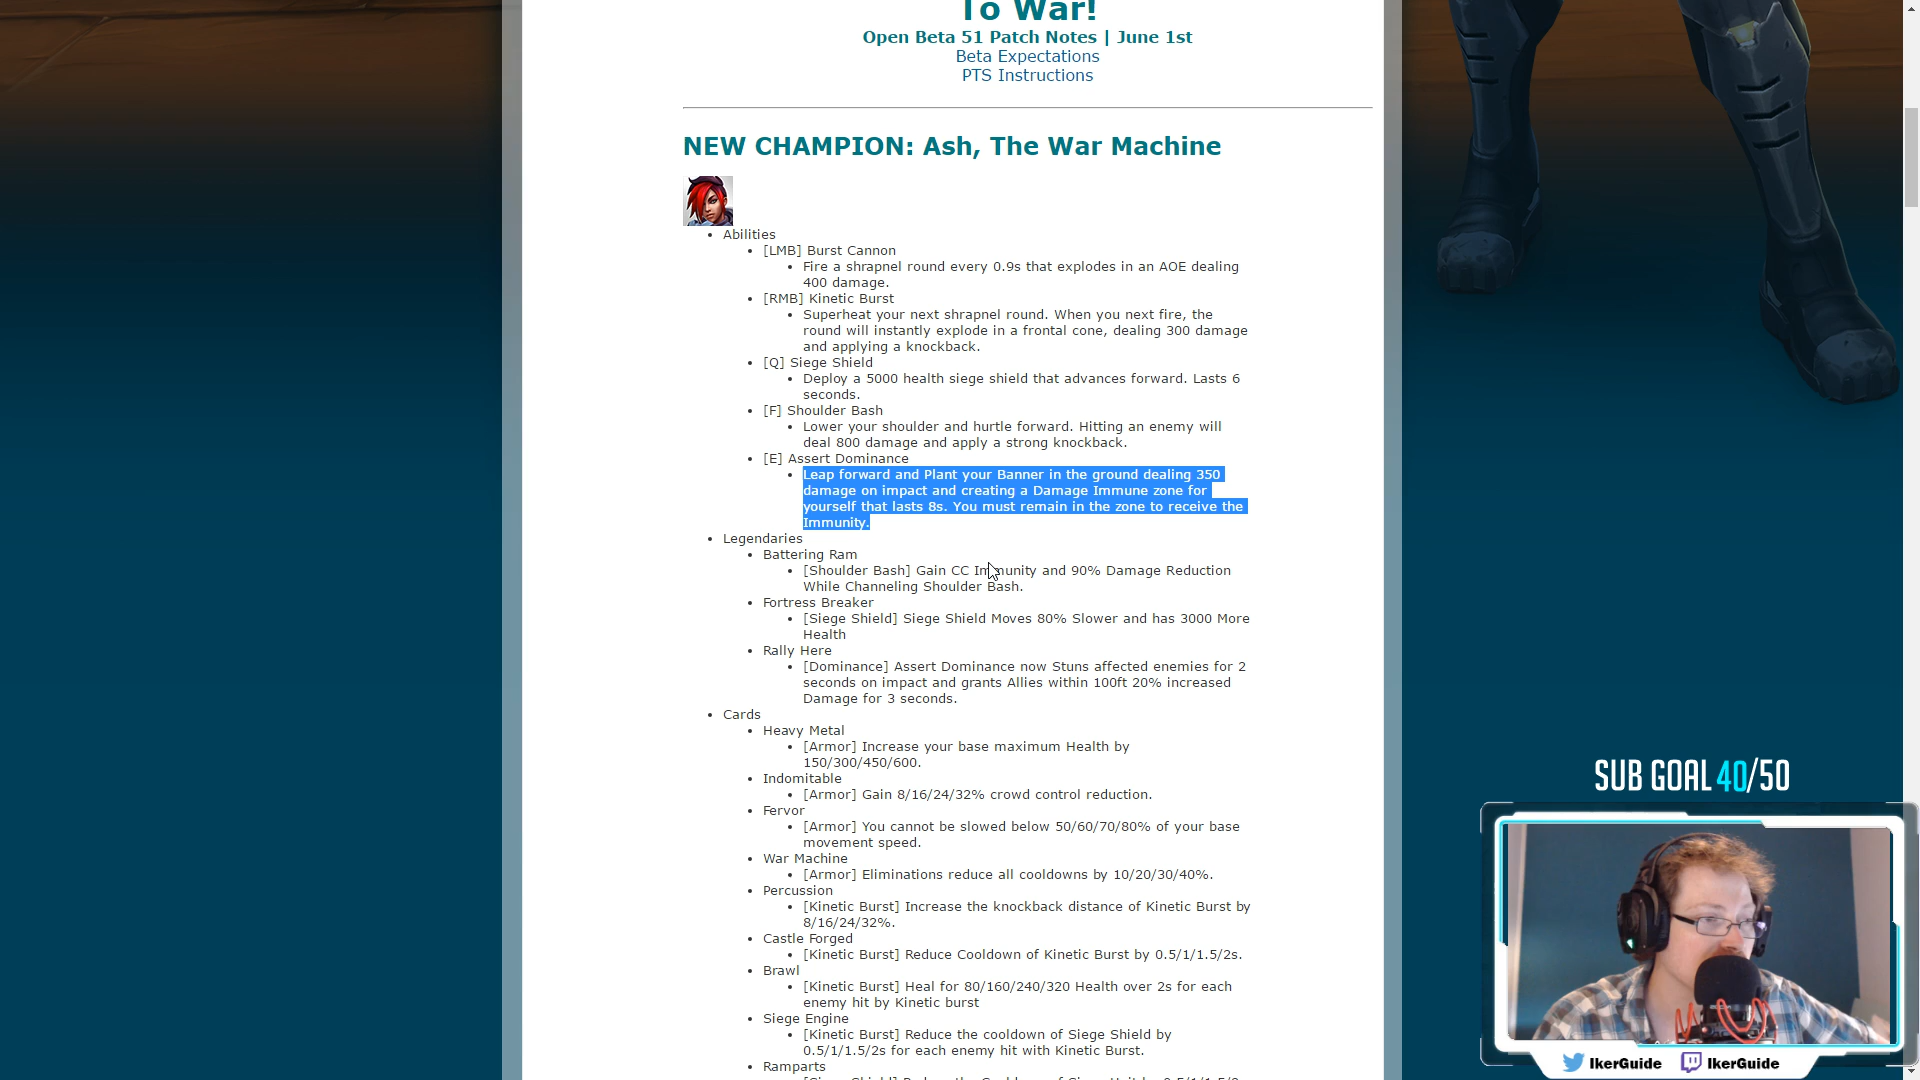 To War!
Open Beta 51 Patch Notes | June 1st
Beta Expectations
PTS Instructions
NEW CHAMPION: Ash, The War Machine
Abilities
[LMB] Burst Cannon
Fire a shrapnel round every 0.9s that explodes in an AOE dealing
400 damage.
[RMB] Kinetic Burst
Superheat your next shrapnel round. When you next fire, the
round will instantly explode in a frontal cone, dealing 300 damage
and applying a knockback.
[Q] Siege Shield
Deploy a 5000 health siege shield that advances forward. Lasts 6
seconds.
[F] Shoulder Bash
Lower your shoulder and hurtle forward. Hitting an enemy will
deal 800 damage and apply a strong knockback.
[E] Assert Dominance
Leap forward and Plant your Banner in the ground dealing 350
damage on impact and creating a Damage Immune zone for
yourself that lasts 8s. You must remain in the zone to receive the
Immunity.
Legendaries
Battering Ram
[Shoulder Bash] Gain CC Immunity and 90% Damage Reduction
While Channeling Shoulder Bash.
Fortress Breaker
[Siege Shield] Siege Shield Moves 80% Slower and has 3000 More
Health
Rally Here
[Dominance] Assert Dominance now Stuns affected enemies for 2
seconds on impact and grants Allies within 100ft 20% increased
Damage for 3 seconds.
Cards
Heavy Metal
[Armor] Increase your base maximum Health by
150/300/450/600.
Indomitable
[Armor] Gain 8/16/24/32% crowd control reduction.
Fervor
[Armor] You cannot be slowed below 50/60/70/80% of your base
movement speed.
War Machine
[Armor] Eliminations reduce all cooldowns by 10/20/30/40%.
Percussion
[Kinetic Burst] Increase the knockback distance of Kinetic Burst by
8/16/24/32%.
Castle Forged
[Kinetic Burst] Reduce Cooldown of Kinetic Burst by 0.5/1/1.5/2s.
Brawl
[Kinetic Burst] Heal for 80/160/240/320 Health over 2s for each
enemy hit by Kinetic burst
Siege Engine
[Kinetic Burst] Reduce the cooldown of Siege Shield by
0.5/1/1.5/2s for each enemy hit with Kinetic Burst.
Ramparts
SUB GOAL 40/50
IkerGuide IkerGuide